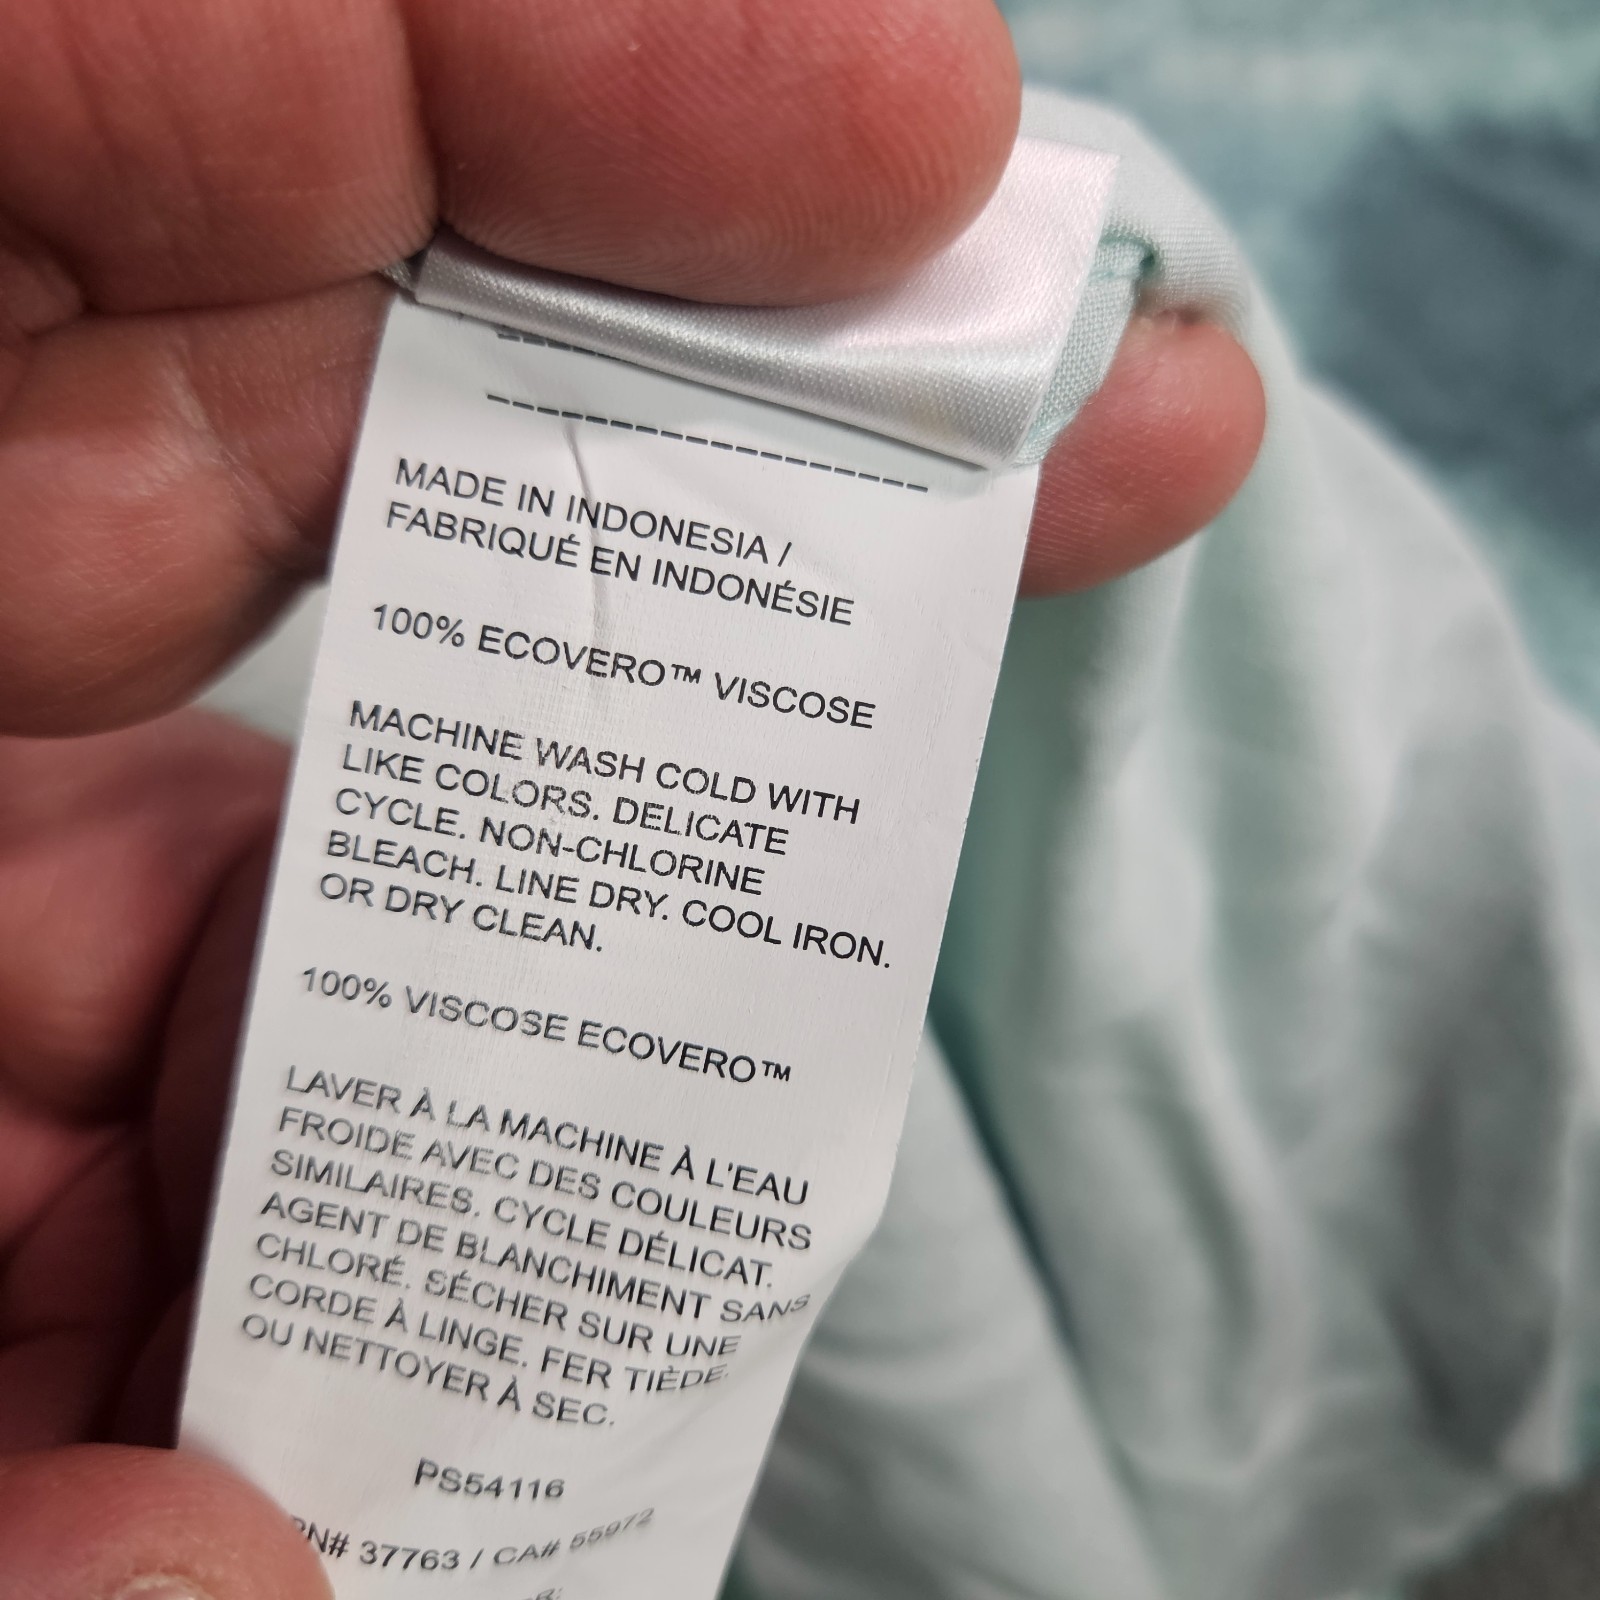 MADE IN INDONESIA /
FABRIQUÉ EN INDONÉSIE
100% ECOVERO™ VISCOSE
MACHINE WASH COLD WITH
LIKE COLORS. DELICATE
CYCLE. NON-CHLORINE
BLEACH. LINE DRY. COOL IRON.
OR DRY CLEAN.
100% VISCOSE ECOVERO™
LAVER À LA MACHINE À L'EAU
FROIDE AVEC DES COULEURS
SIMILAIRES. CYCLE DÉLICAT.
AGENT DE BLANCHIMENT SANS
CHLORÉ. SÉCHER SUR UNE
CORDE À LINGE. FER TIÈDE.
OU NETTOYER À SEC.
PS54116
RN# 37763 / CA# 55972